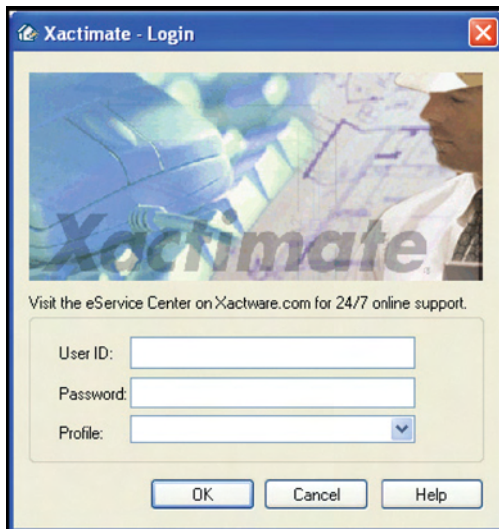 Xactimate - Login
Xactimate
Visit the eService Center on Xactware.com for 24/7 online support.
User ID:
Password:
Profile:
OK Cancel Help